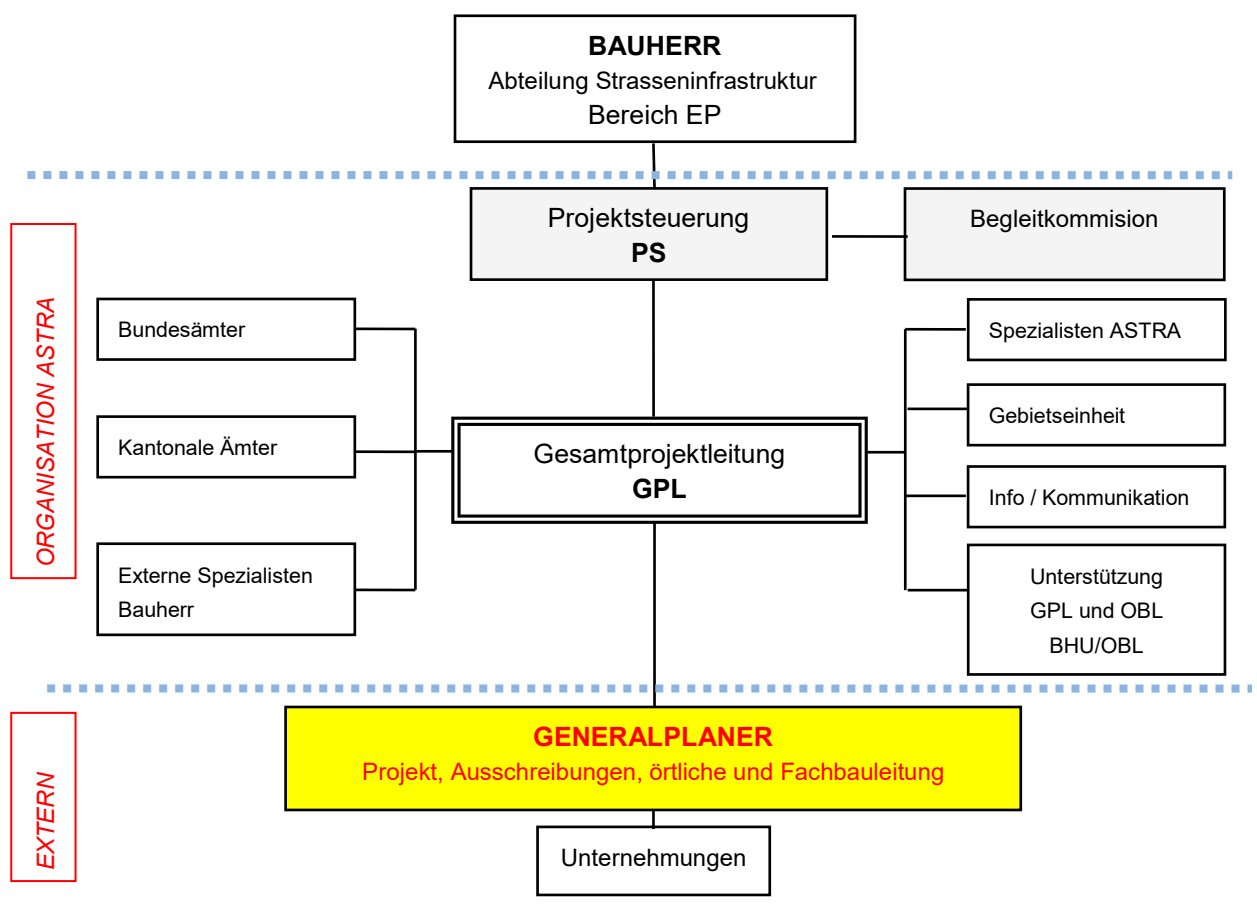 BAUHERR
Abteilung Strasseninfrastruktur
Bereich EP
Projektsteuerung
PS
Begleitkommision
ORGANISATION ASTRA
Bundesämter
Kantonale Ämter
Externe Spezialisten
Bauherr
Gesamtprojektleitung
GPL
Spezialisten ASTRA
Gebietseinheit
Info / Kommunikation
Unterstützung
GPL und OBL
BHU/OBL
EXTERN
GENERALPLANER
Projekt, Ausschreibungen, örtliche und Fachbauleitung
Unternehmungen